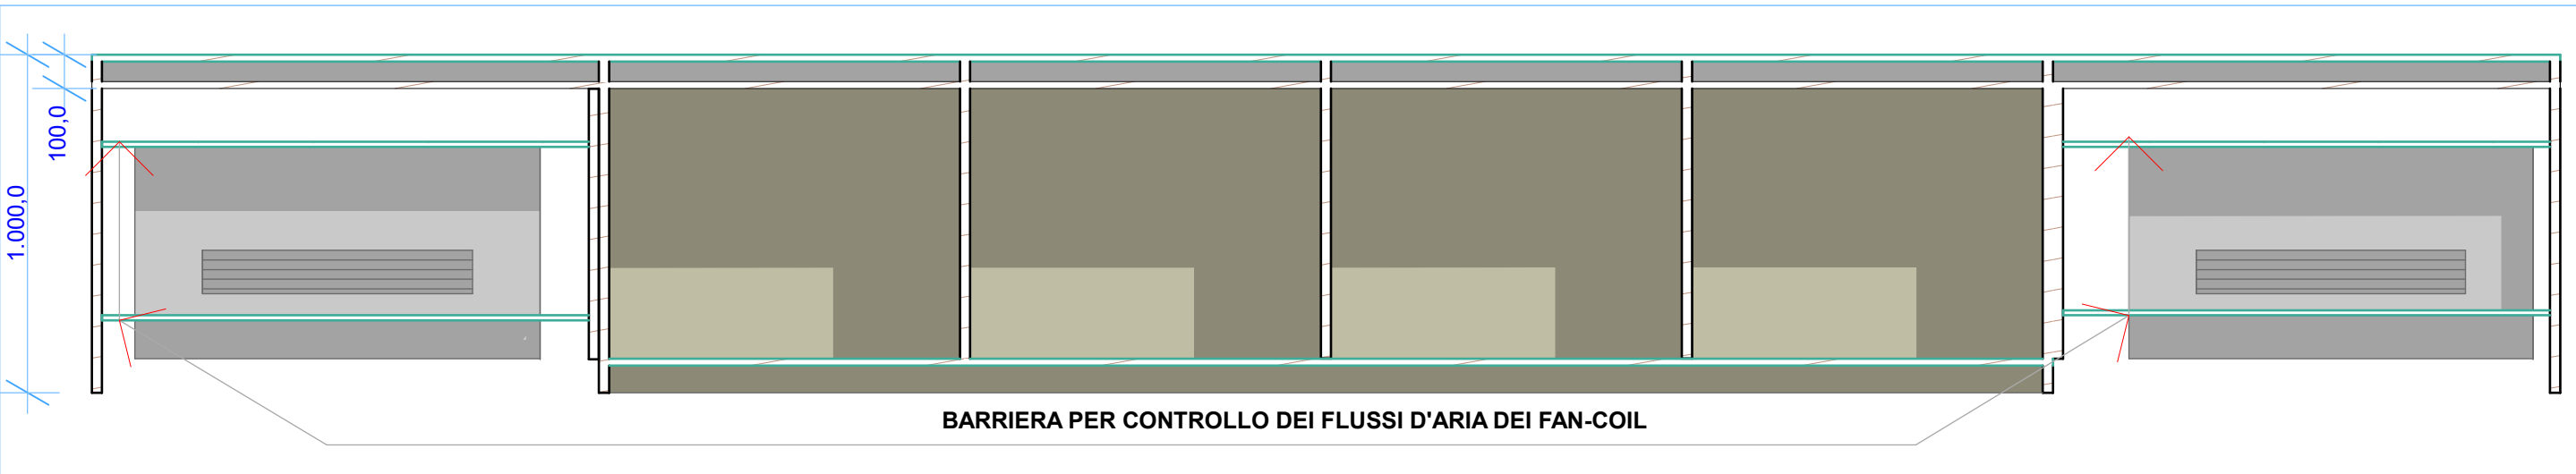 100,0
1.000,0
BARRIERA PER CONTROLLO DEI FLUSSI D'ARIA DEI FAN-COIL